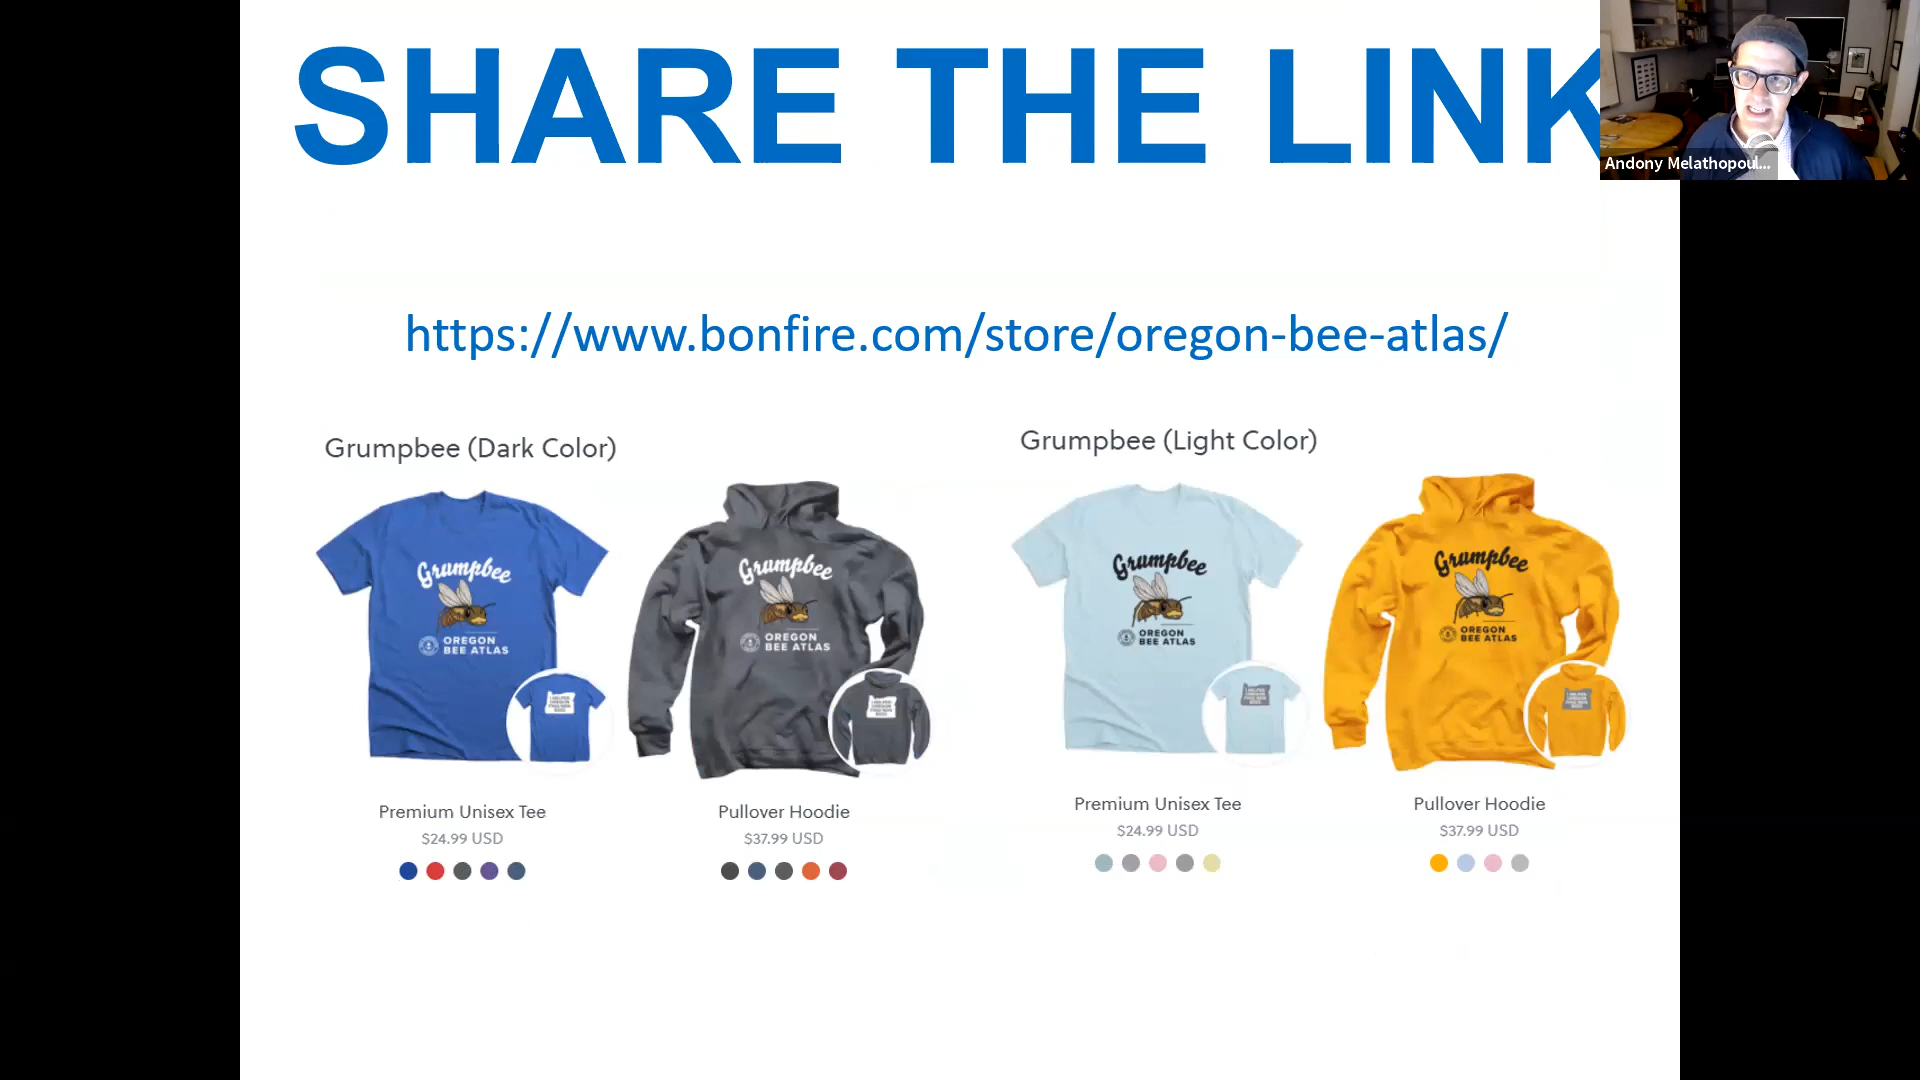 SHARE THE LINK
Andony Melathopoul...
https://www.bonfire.com/store/oregon-bee-atlas/
Grumpbee (Dark Color)
Grumpbee (Light Color)
Grumpbee
OREGON
BEE ATLAS
Grumpbee
OREGON
BEE ATLAS
Grumpbee
OREGON
BEE ATLAS
Grumpbee
OREGON
BEE ATLAS
Premium Unisex Tee
$24.99 USD
Pullover Hoodie
$37.99 USD
Premium Unisex Tee
$24.99 USD
Pullover Hoodie
$37.99 USD